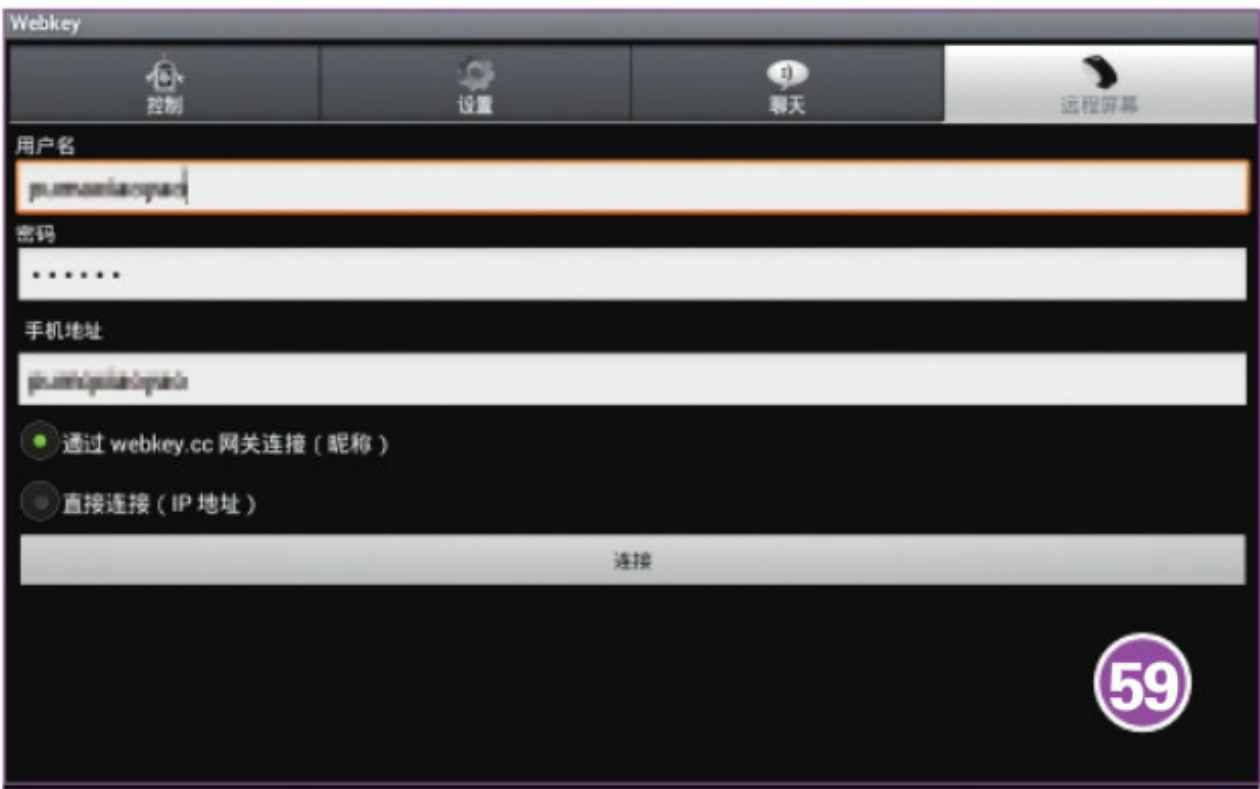 Webkey
控制 设置 聊天 远程屏幕
用户名
密码
••••••
手机地址
通过 webkey.cc 网关连接 ( 昵称 )
直接连接 ( IP 地址 )
连接
59